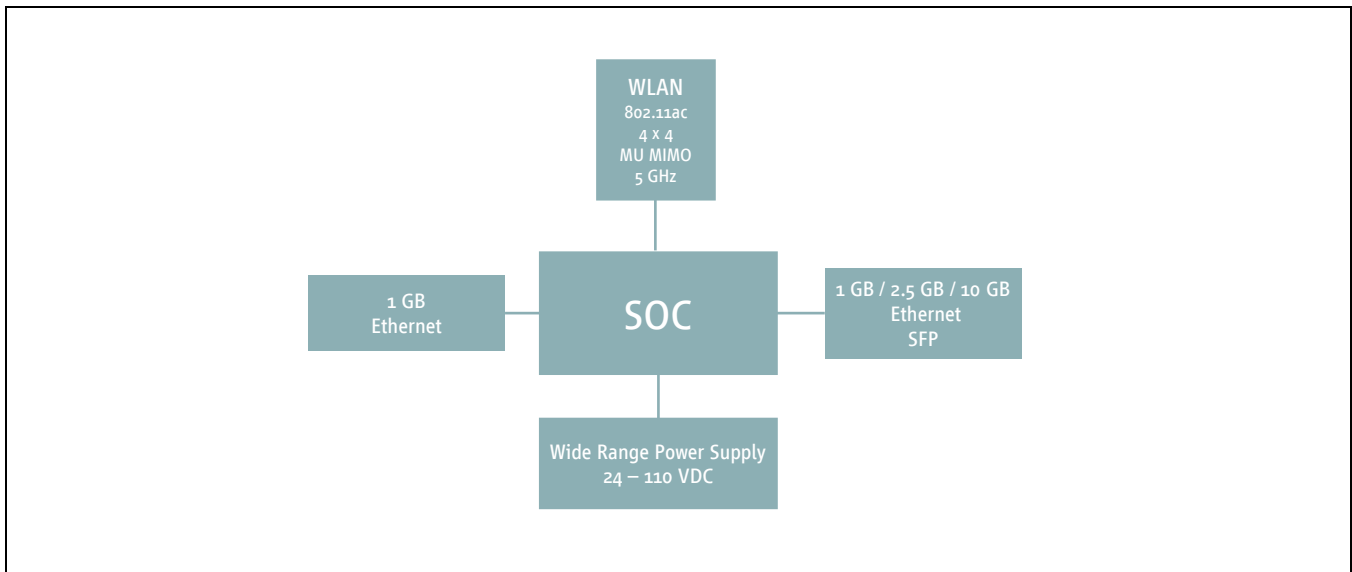 WLAN
802.11ac
4 x 4
MU MIMO
5 GHz
1 GB
Ethernet
SOC
1 GB / 2.5 GB / 10 GB
Ethernet
SFP
Wide Range Power Supply
24 – 110 VDC